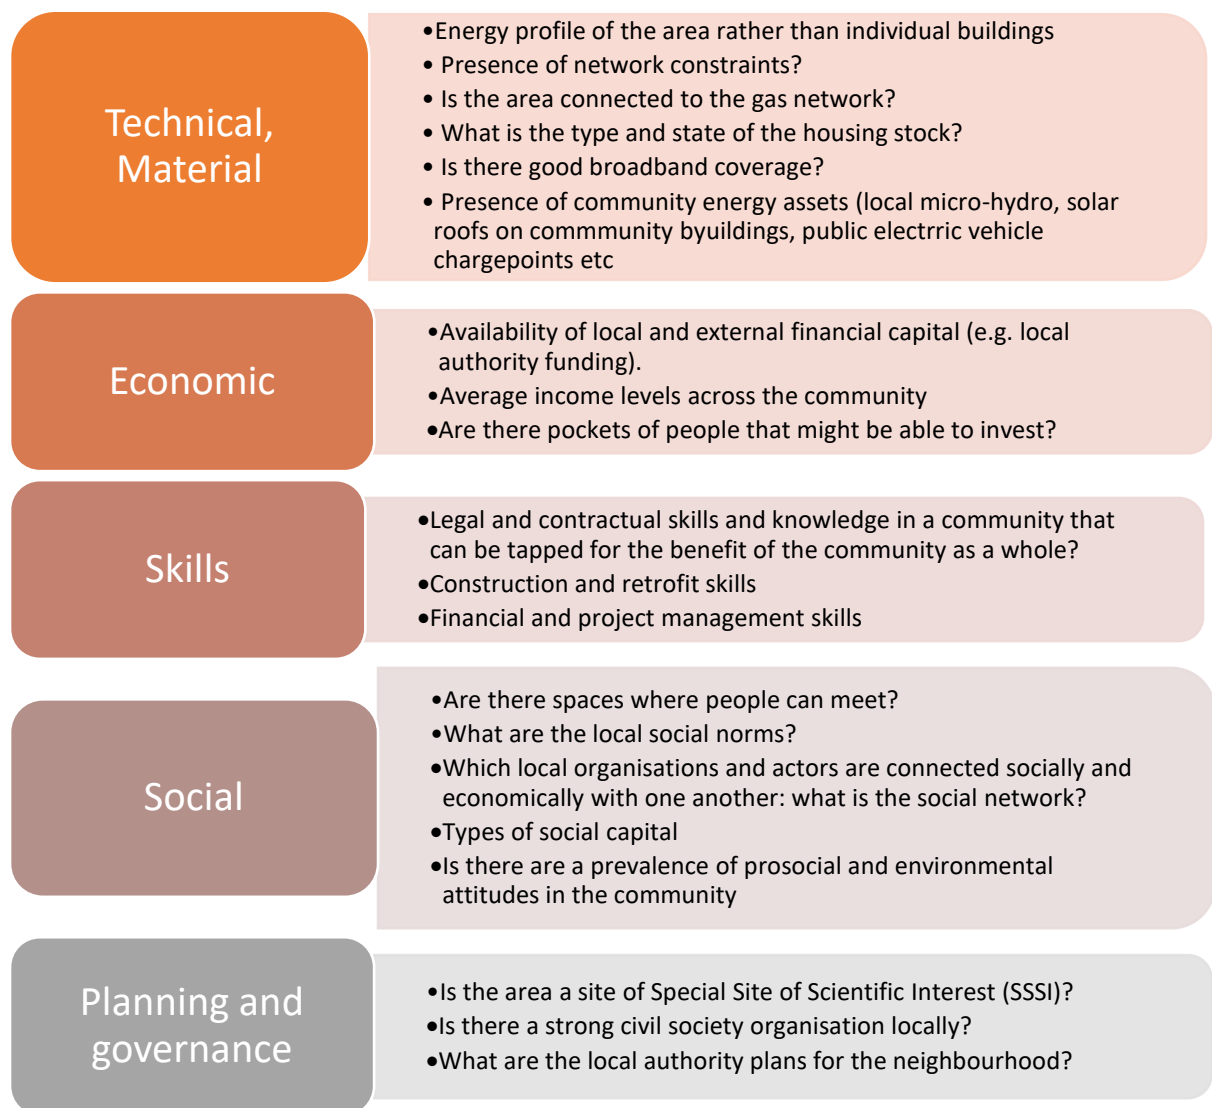 Technical,
Material
•Energy profile of the area rather than individual buildings
• Presence of network constraints?
• Is the area connected to the gas network?
• What is the type and state of the housing stock?
• Is there good broadband coverage?
• Presence of community energy assets (local micro-hydro, solar
roofs on commmunity byuildings, public electrric vehicle
chargepoints etc
Economic
•Availability of local and external financial capital (e.g. local
authority funding).
•Average income levels across the community
•Are there pockets of people that might be able to invest?
Skills
•Legal and contractual skills and knowledge in a community that
can be tapped for the benefit of the community as a whole?
•Construction and retrofit skills
•Financial and project management skills
Social
•Are there spaces where people can meet?
•What are the local social norms?
•Which local organisations and actors are connected socially and
economically with one another: what is the social network?
•Types of social capital
•Is there are a prevalence of prosocial and environmental
attitudes in the community
Planning and
governance
•Is the area a site of Special Site of Scientific Interest (SSSI)?
•Is there a strong civil society organisation locally?
•What are the local authority plans for the neighbourhood?